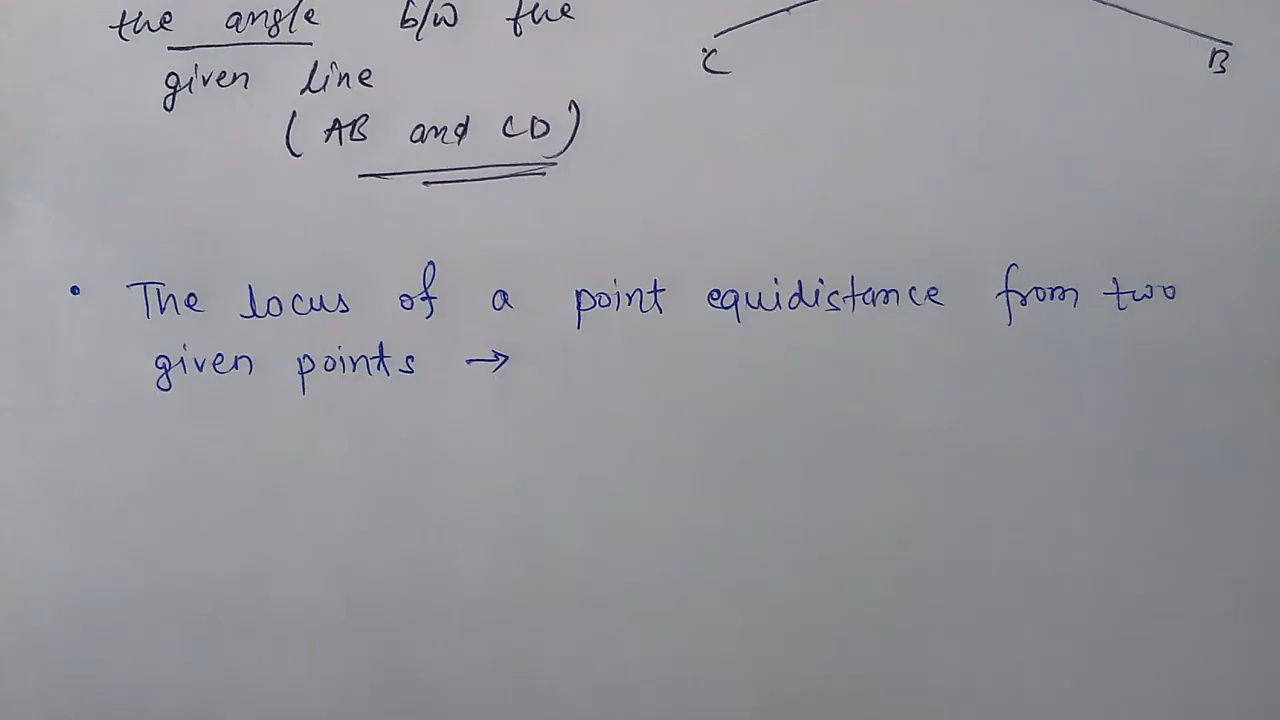 the angle b/w the
given line
(AB and CD)
C
B
• The locus of a point equidistance from two
given points →